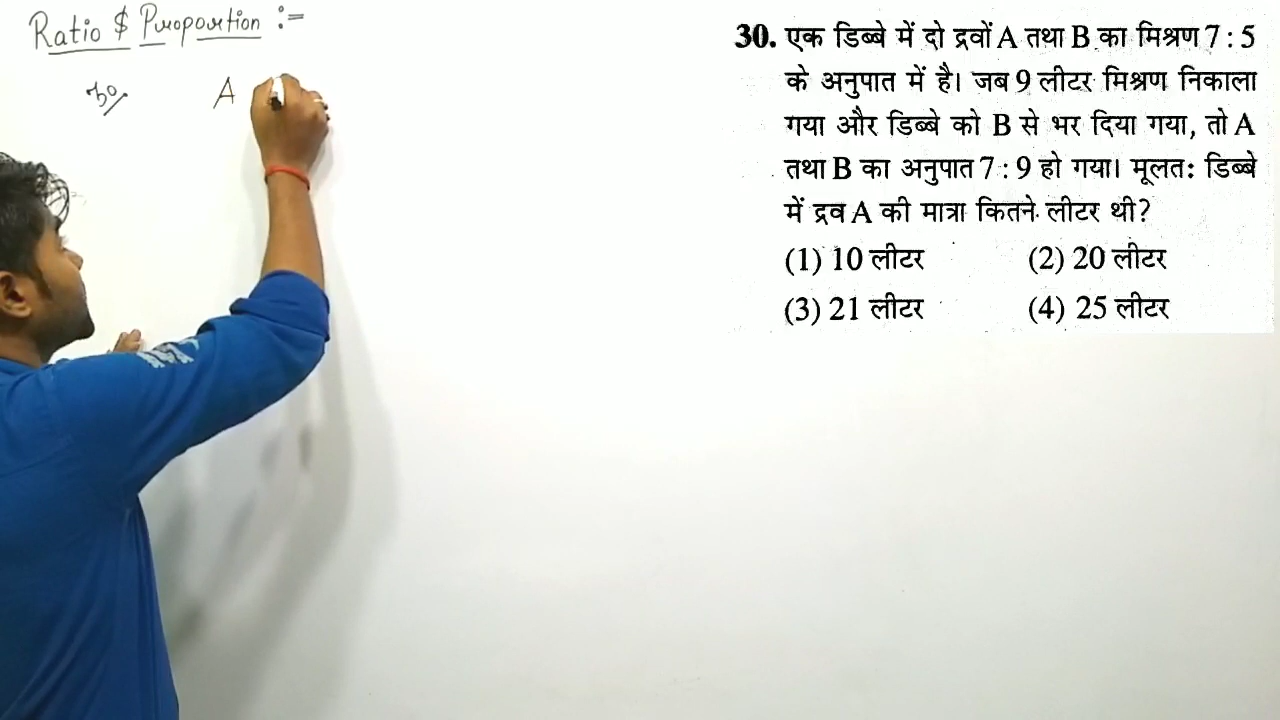 Ratio & Proportion :-
30
A
30. एक डिब्बे में दो द्रवों A तथा B का मिश्रण 7 : 5
के अनुपात में है। जब 9 लीटर मिश्रण निकाला
गया और डिब्बे को B से भर दिया गया, तो A
तथा B का अनुपात 7 : 9 हो गया। मूलत: डिब्बे
में द्रव A की मात्रा कितने लीटर थी?
(1) 10 लीटर (2) 20 लीटर
(3) 21 लीटर (4) 25 लीटर